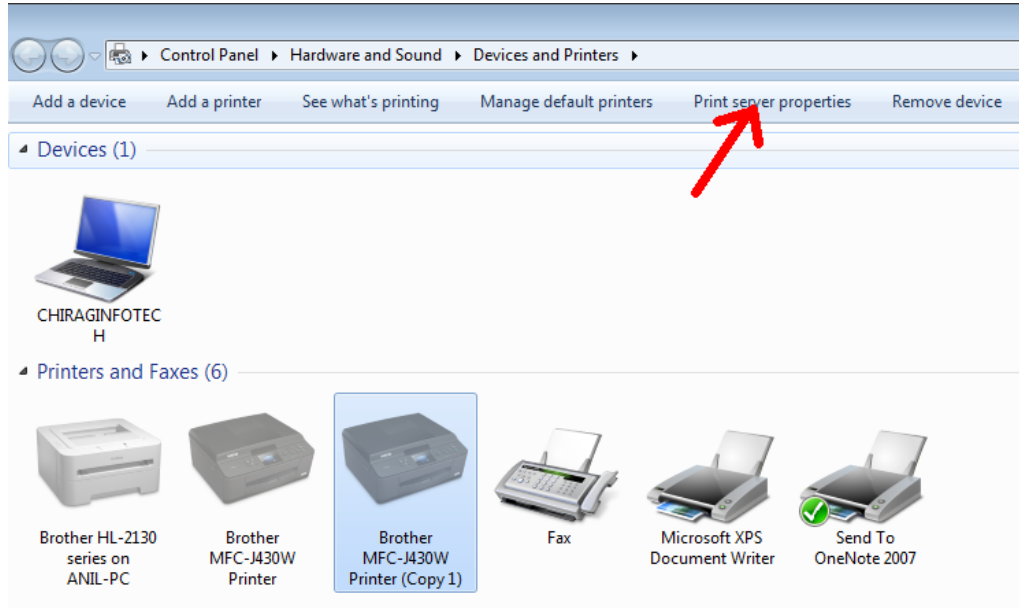 Control Panel Hardware and Sound Devices and Printers
Add a device Add a printer See what's printing Manage default printers Print server properties Remove device
Devices (1)
CHIRAGINFOTEC
H
Printers and Faxes (6)
Brother HL-2130
series on
ANIL-PC
Brother
MFC-J430W
Printer
Brother
MFC-J430W
Printer (Copy 1)
Fax
Microsoft XPS
Document Writer
Send To
OneNote 2007